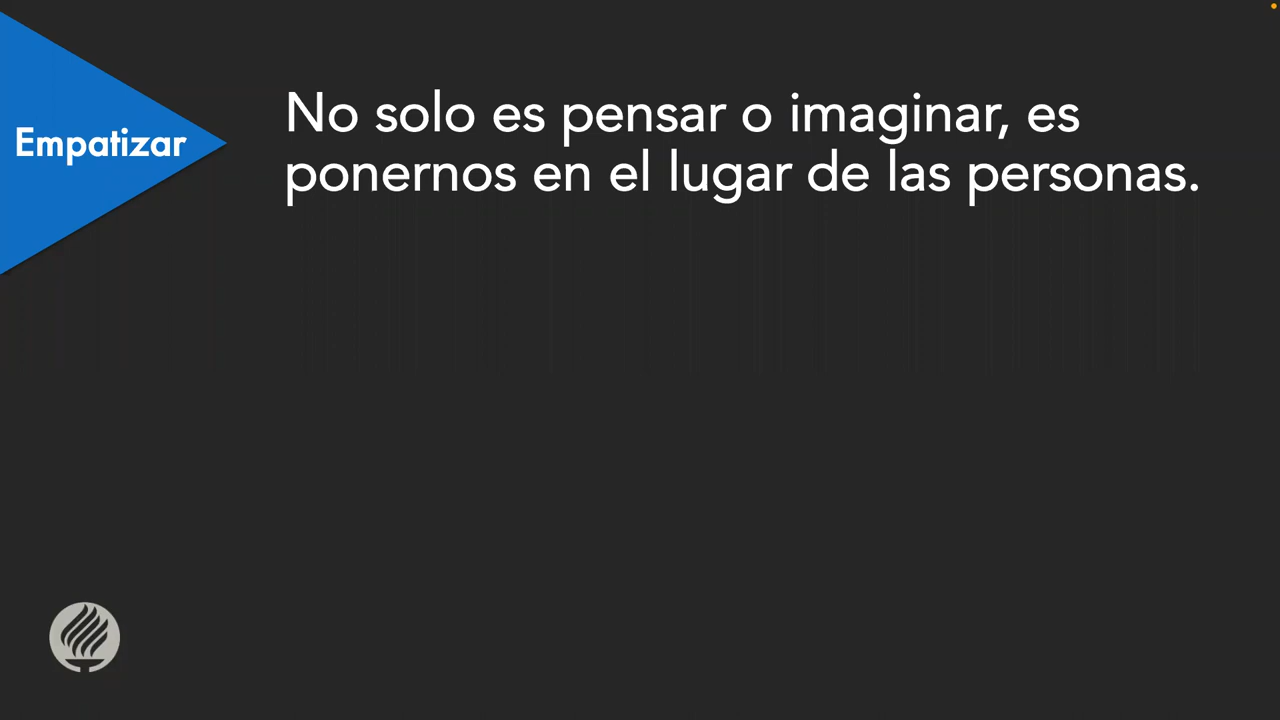 Empatizar
No solo es pensar o imaginar, es
ponernos en el lugar de las personas.